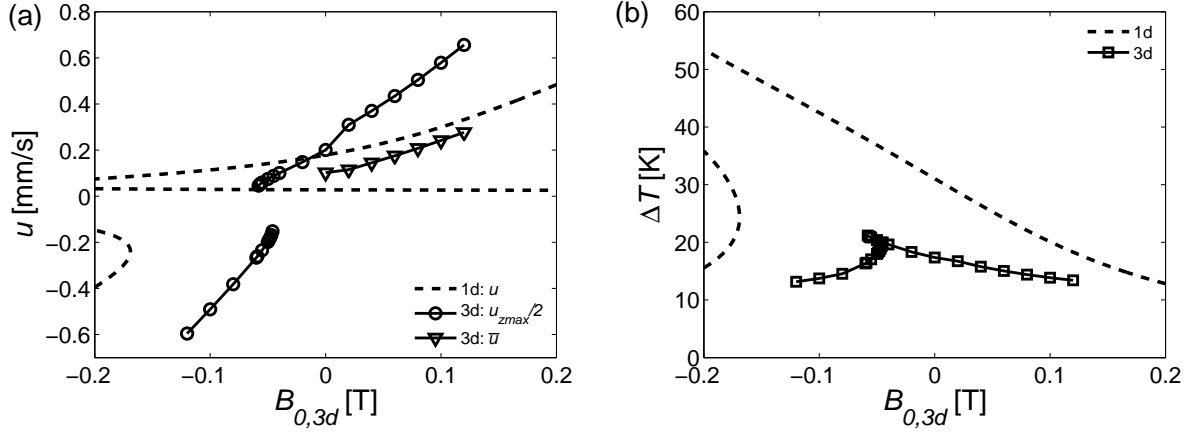 (a)
0.8
0.6
0.4
0.2
0
−0.2
−0.4
−0.6
u [mm/s]
1d: u
3d: u_zmax/2
3d: u̅
−0.2
−0.1
0
0.1
0.2
B_0,3d [T]
(b)
60
50
40
30
20
10
0
ΔT [K]
1d
3d
−0.2
−0.1
0
0.1
0.2
B_0,3d [T]